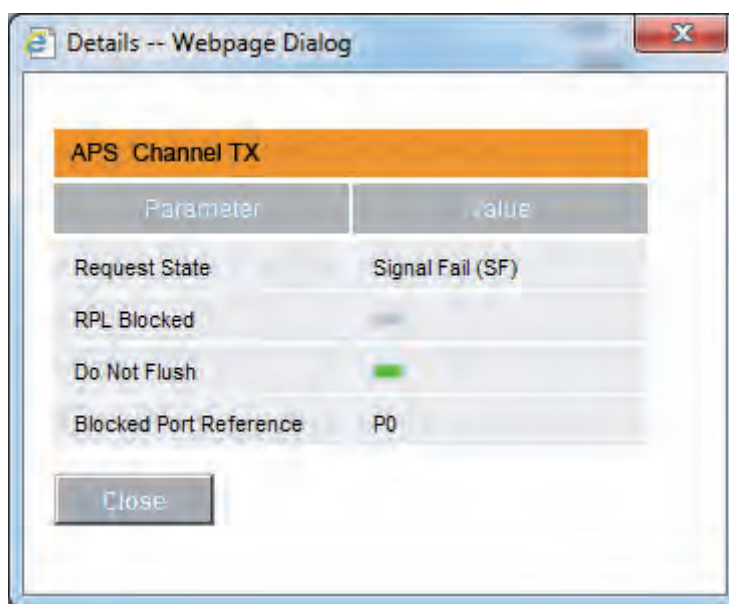 Details -- Webpage Dialog
APS Channel TX
Parameter Value
Request State Signal Fail (SF)
RPL Blocked
Do Not Flush
Blocked Port Reference P0
Close